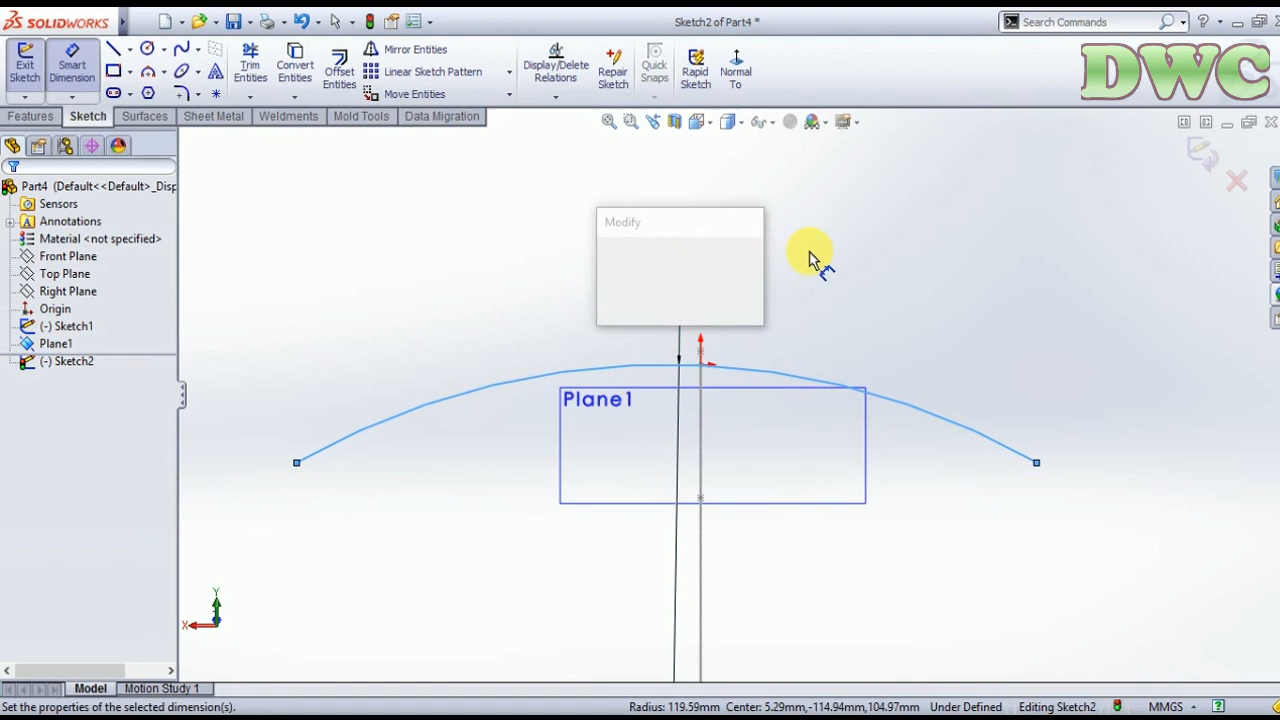 SOLIDWORKS
Sketch2 of Part4 *
Search Commands
Exit Sketch
Smart Dimension
Trim Entities
Convert Entities
Offset Entities
Mirror Entities
Linear Sketch Pattern
Move Entities
Display/Delete Relations
Repair Sketch
Quick Snaps
Rapid Sketch
Normal To
DWC
Features
Sketch
Surfaces
Sheet Metal
Weldments
Mold Tools
Data Migration
Part4 (Default<<Default>_Disp
Sensors
Annotations
Material <not specified>
Front Plane
Top Plane
Right Plane
Origin
(-) Sketch1
Plane1
(-) Sketch2
Modify
Plane1
Y
X
Model
Motion Study 1
Set the properties of the selected dimension(s).
Radius: 119.59mm Center: 5.29mm,-114.94mm,104.97mm
Under Defined
Editing Sketch2
MMGS